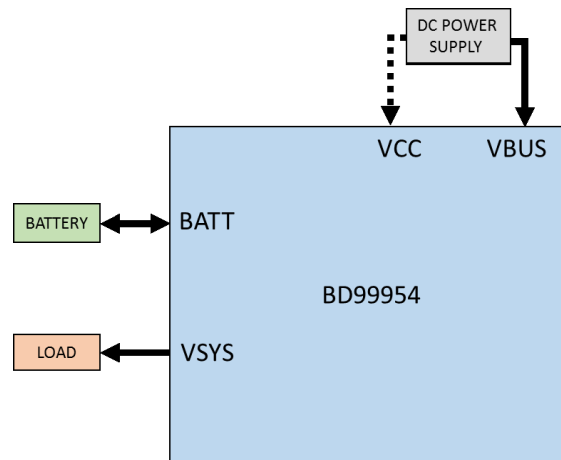 DC POWER
SUPPLY
VCC
VBUS
BATTERY
BATT
BD99954
LOAD
VSYS